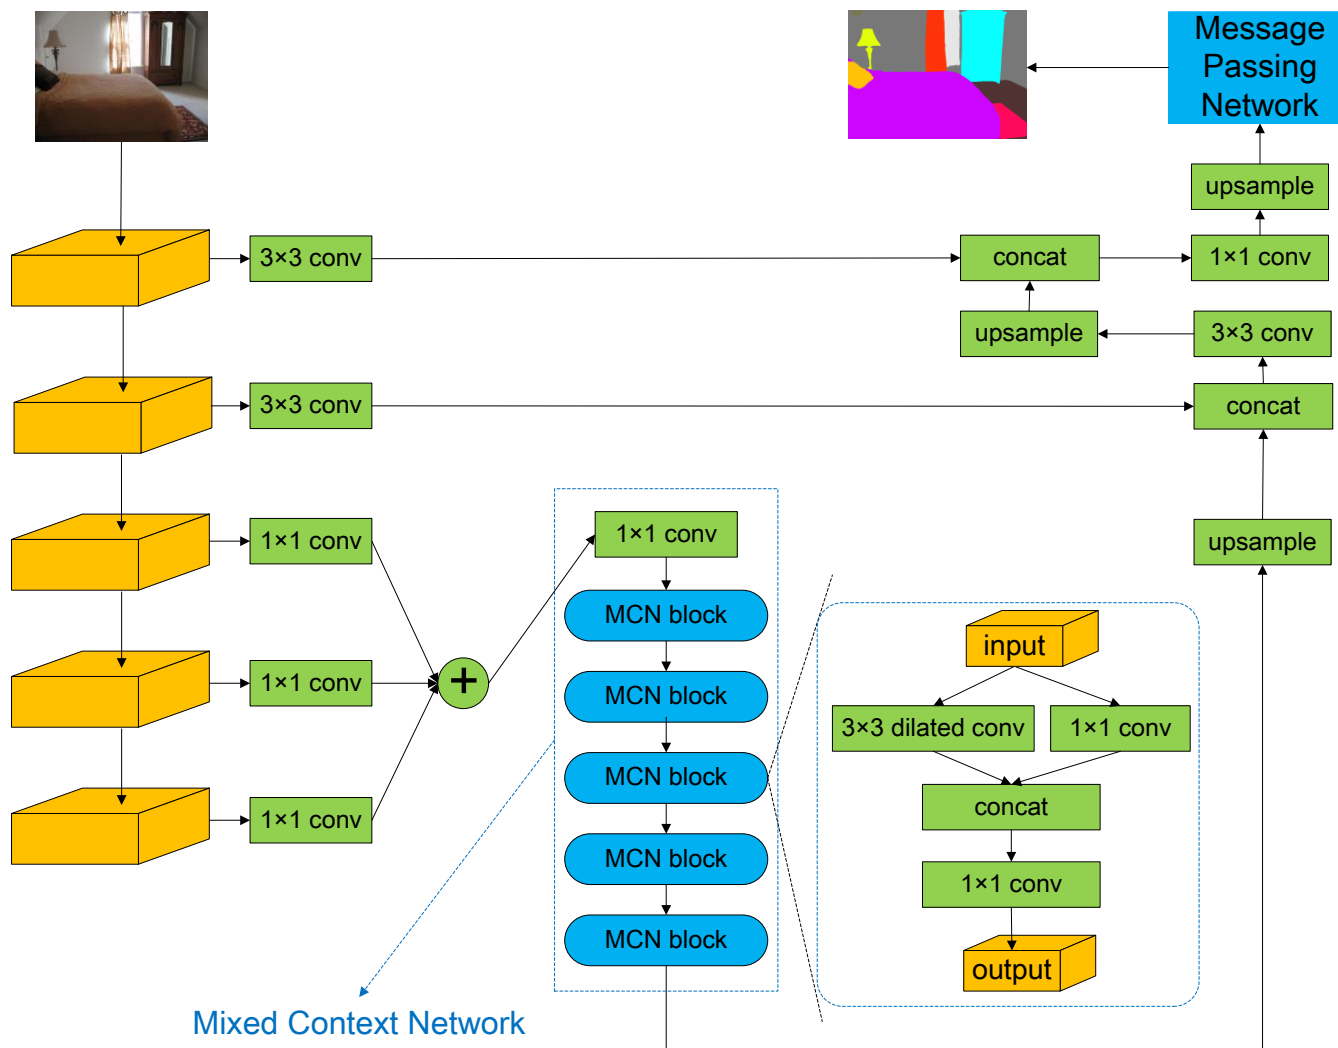 Message
Passing
Network
upsample
3×3 conv
concat
1×1 conv
upsample
3×3 conv
3×3 conv
concat
1×1 conv
1×1 conv
upsample
1×1 conv
1×1 conv
+
MCN block
MCN block
MCN block
MCN block
MCN block
input
3×3 dilated conv
1×1 conv
concat
1×1 conv
output
Mixed Context Network